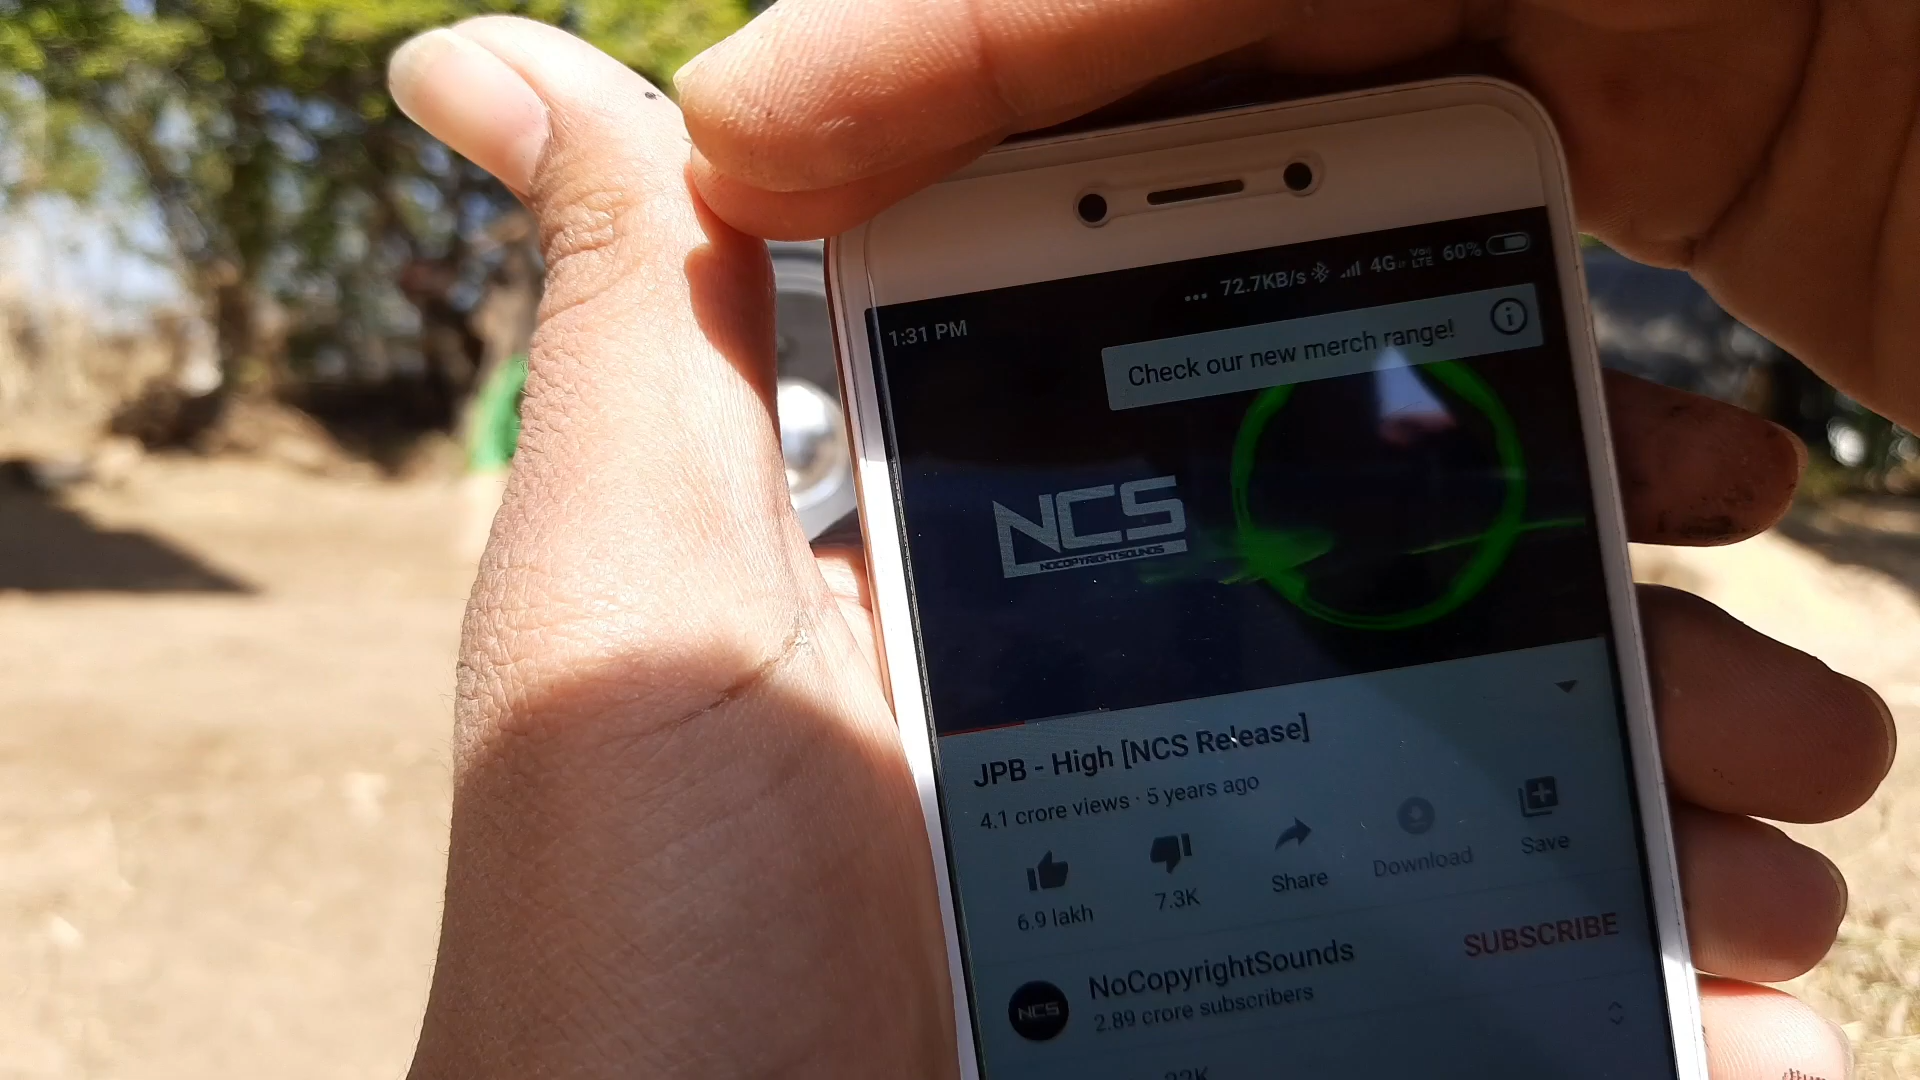 1:31 PM
... 72.7KB/s 4G Vo LTE 60%
Check our new merch range!
NCS
NOCOPYRIGHTSOUNDS
JPB - High [NCS Release]
4.1 crore views · 5 years ago
6.9 lakh
7.3K
Share
Download
Save
NCS
NoCopyrightSounds
2.89 crore subscribers
SUBSCRIBE